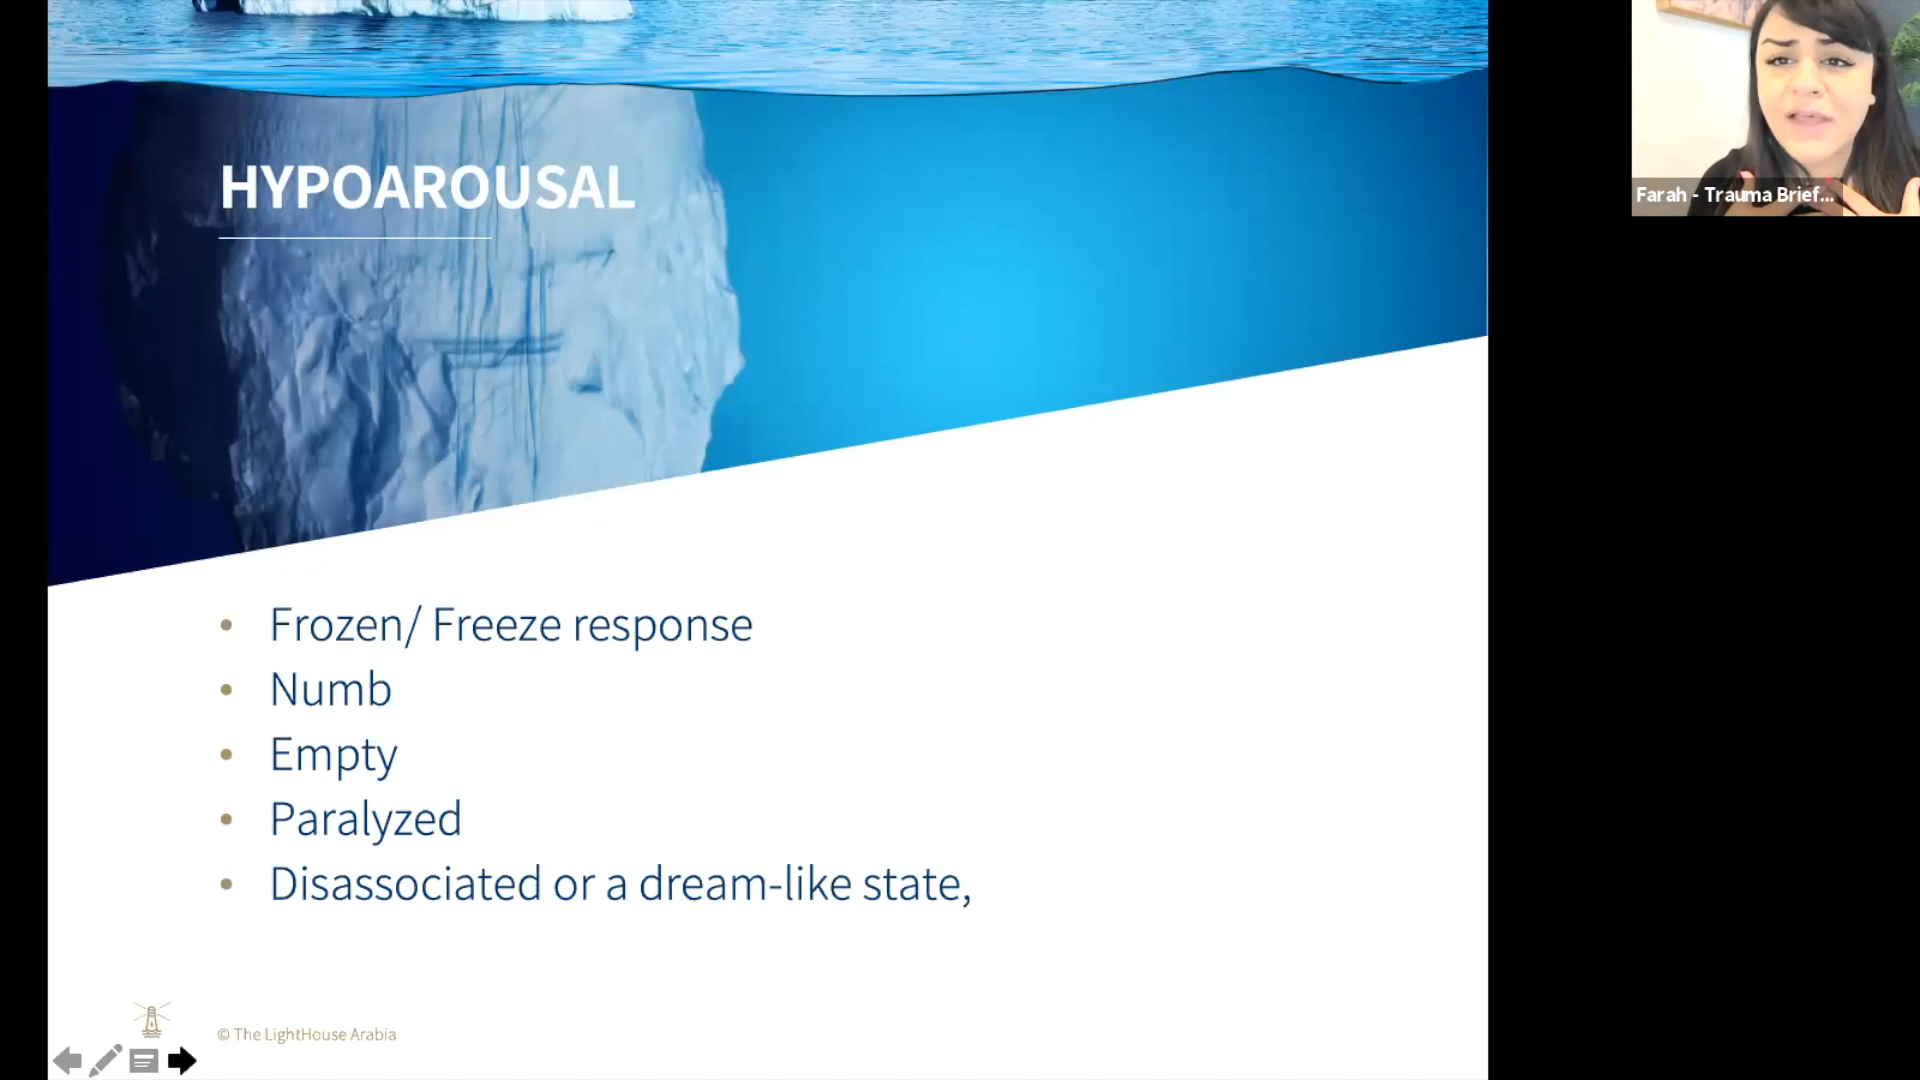 HYPOAROUSAL
Farah - Trauma Brief...
• Frozen/ Freeze response
• Numb
• Empty
• Paralyzed
• Disassociated or a dream-like state,
© The LightHouse Arabia